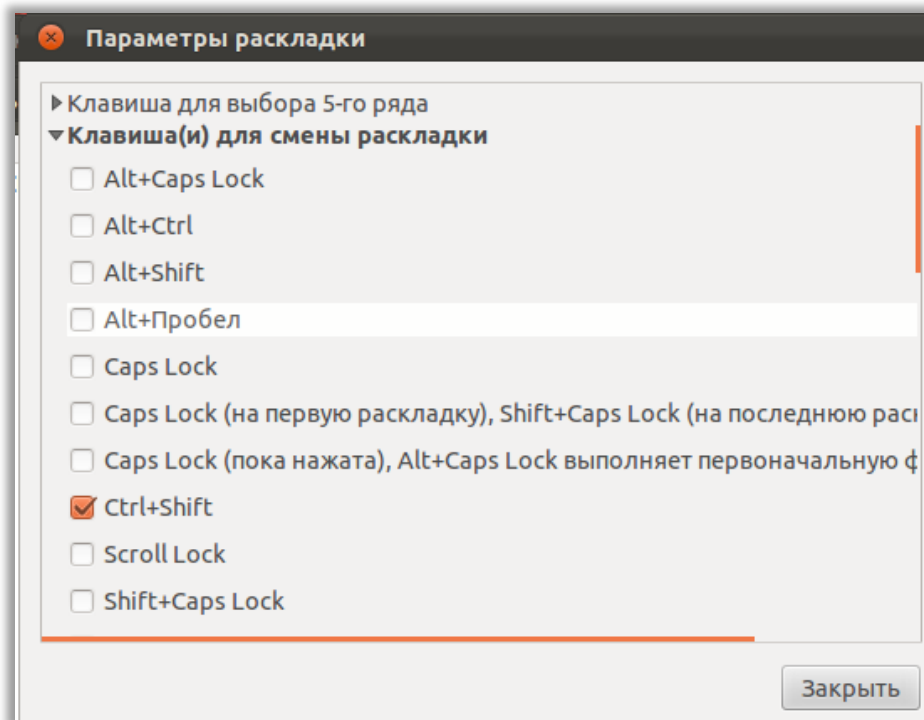 Параметры раскладки
Клавиша для выбора 5-го ряда
Клавиша(и) для смены раскладки
Alt+Caps Lock
Alt+Ctrl
Alt+Shift
Alt+Пробел
Caps Lock
Caps Lock (на первую раскладку), Shift+Caps Lock (на последнюю
Caps Lock (пока нажата), Alt+Caps Lock выполняет первоначальную
Ctrl+Shift
Scroll Lock
Shift+Caps Lock
Закрыть